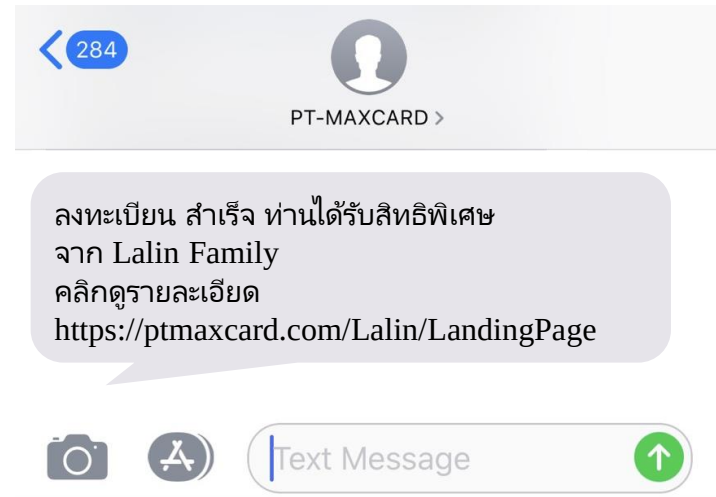 284
PT-MAXCARD >
ลงทะเบียน สำเร็จ ท่านได้รับสิทธิพิเศษ
จาก Lalin Family
คลิกดูรายละเอียด
https://ptmaxcard.com/Lalin/LandingPage
Text Message